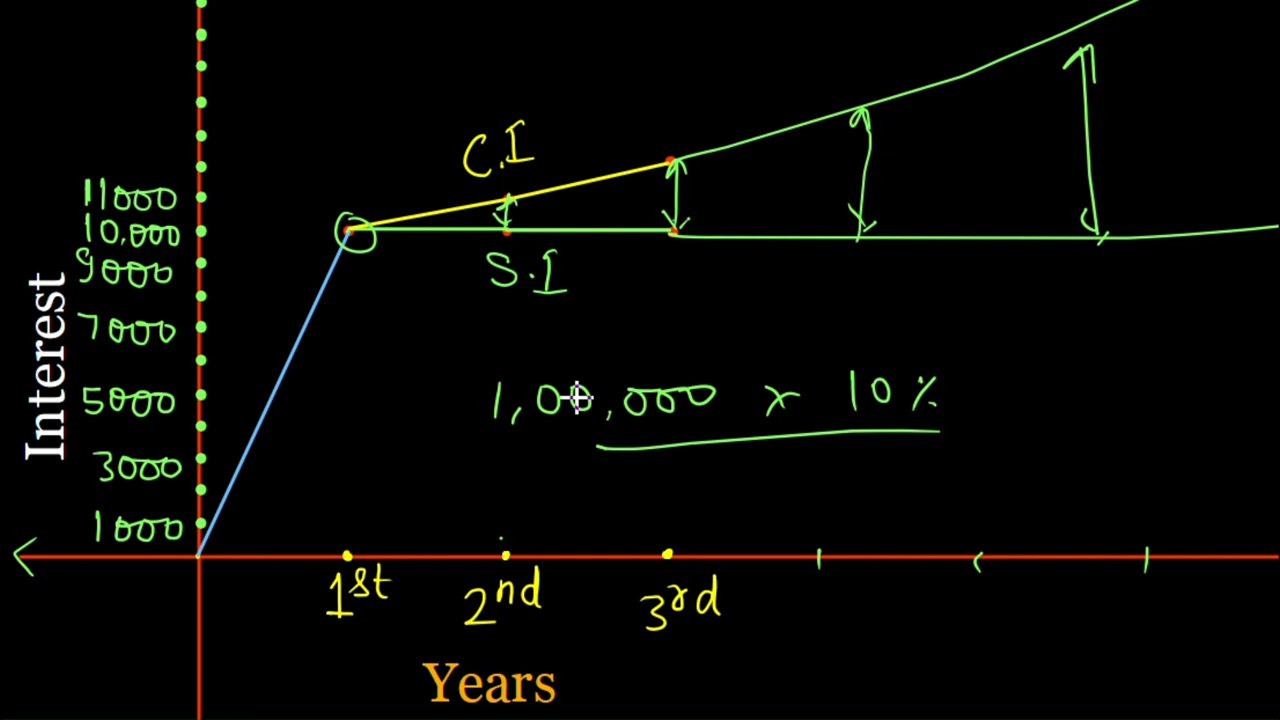 C.I
11000
10,000
S.I
9000
7000
1,00,000 x 10%
5000
3000
1000
Interest
1st 2nd 3rd
Years